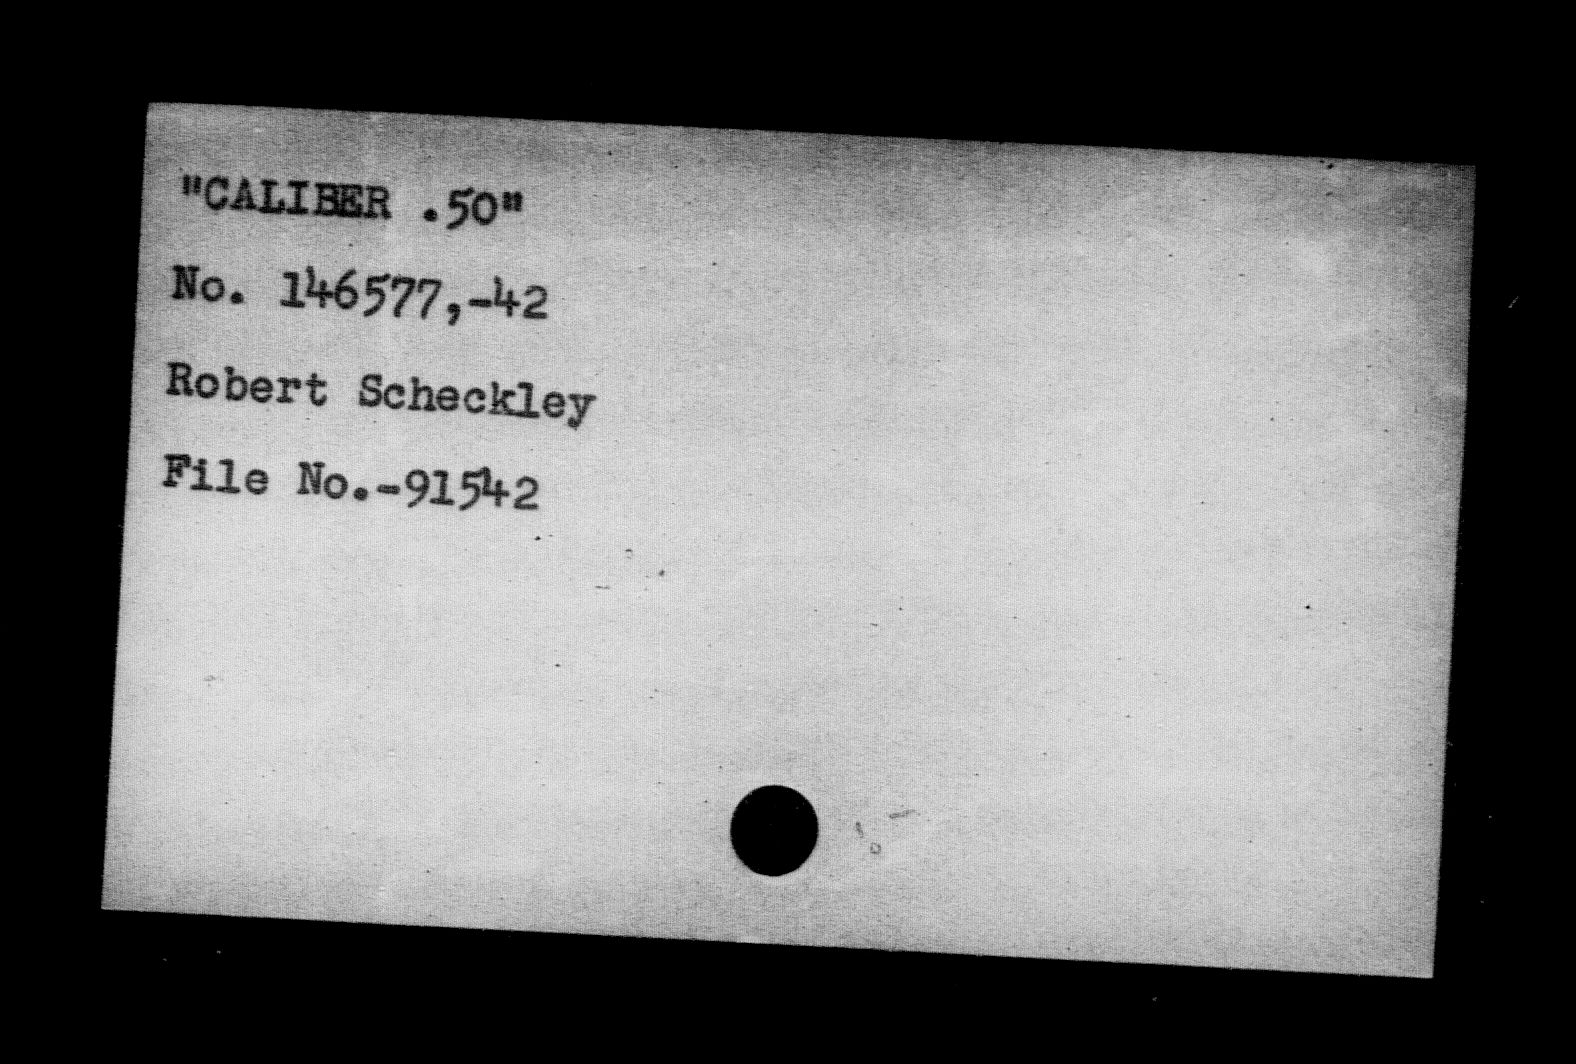 "CALIBER .50"
No. 146577,-42
Robert Scheckley
File No.-91542